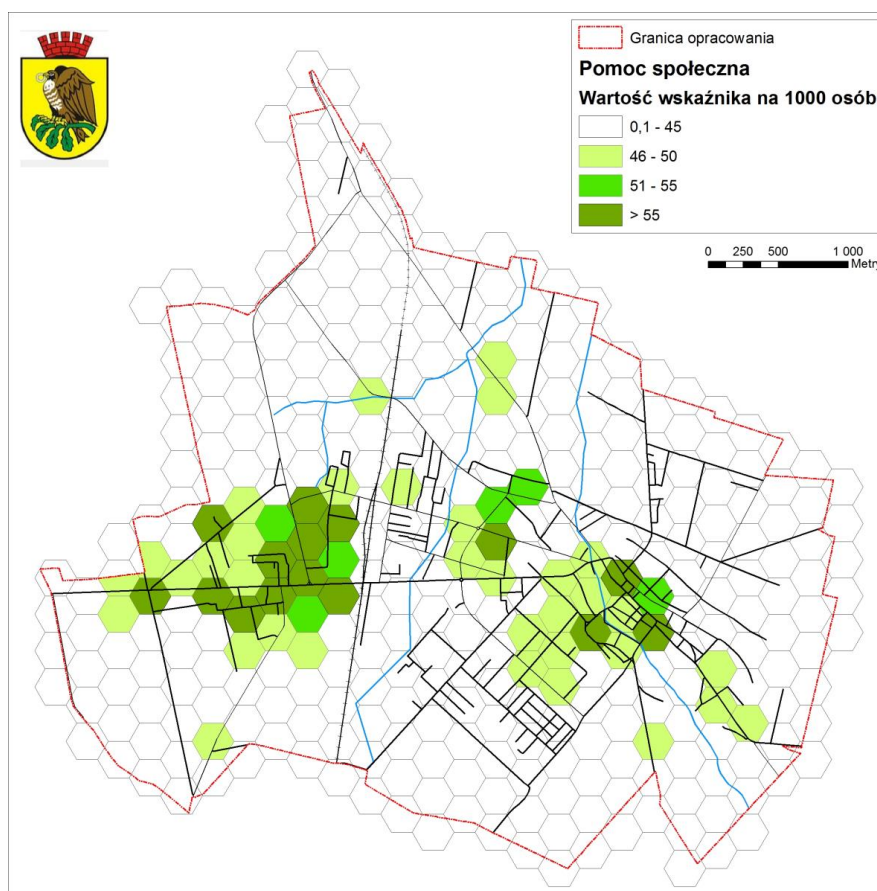 Granica opracowania
Pomoc społeczna
Wartość wskaźnika na 1000 osób
0,1 - 45
46 - 50
51 - 55
> 55
0 250 500 1 000
Metry